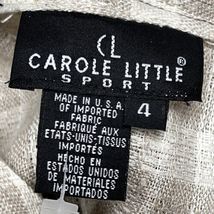 CL
CAROLE LITTLE®
SPORT
MADE IN U.S.A.
OF IMPORTED
FABRIC
4
FABRIQUÉ AUX
ETATS-UNIS-TISSUS
IMPORTÉS
HECHO EN
ESTADOS UNIDOS
DE MATERIALES
IMPORTADOS